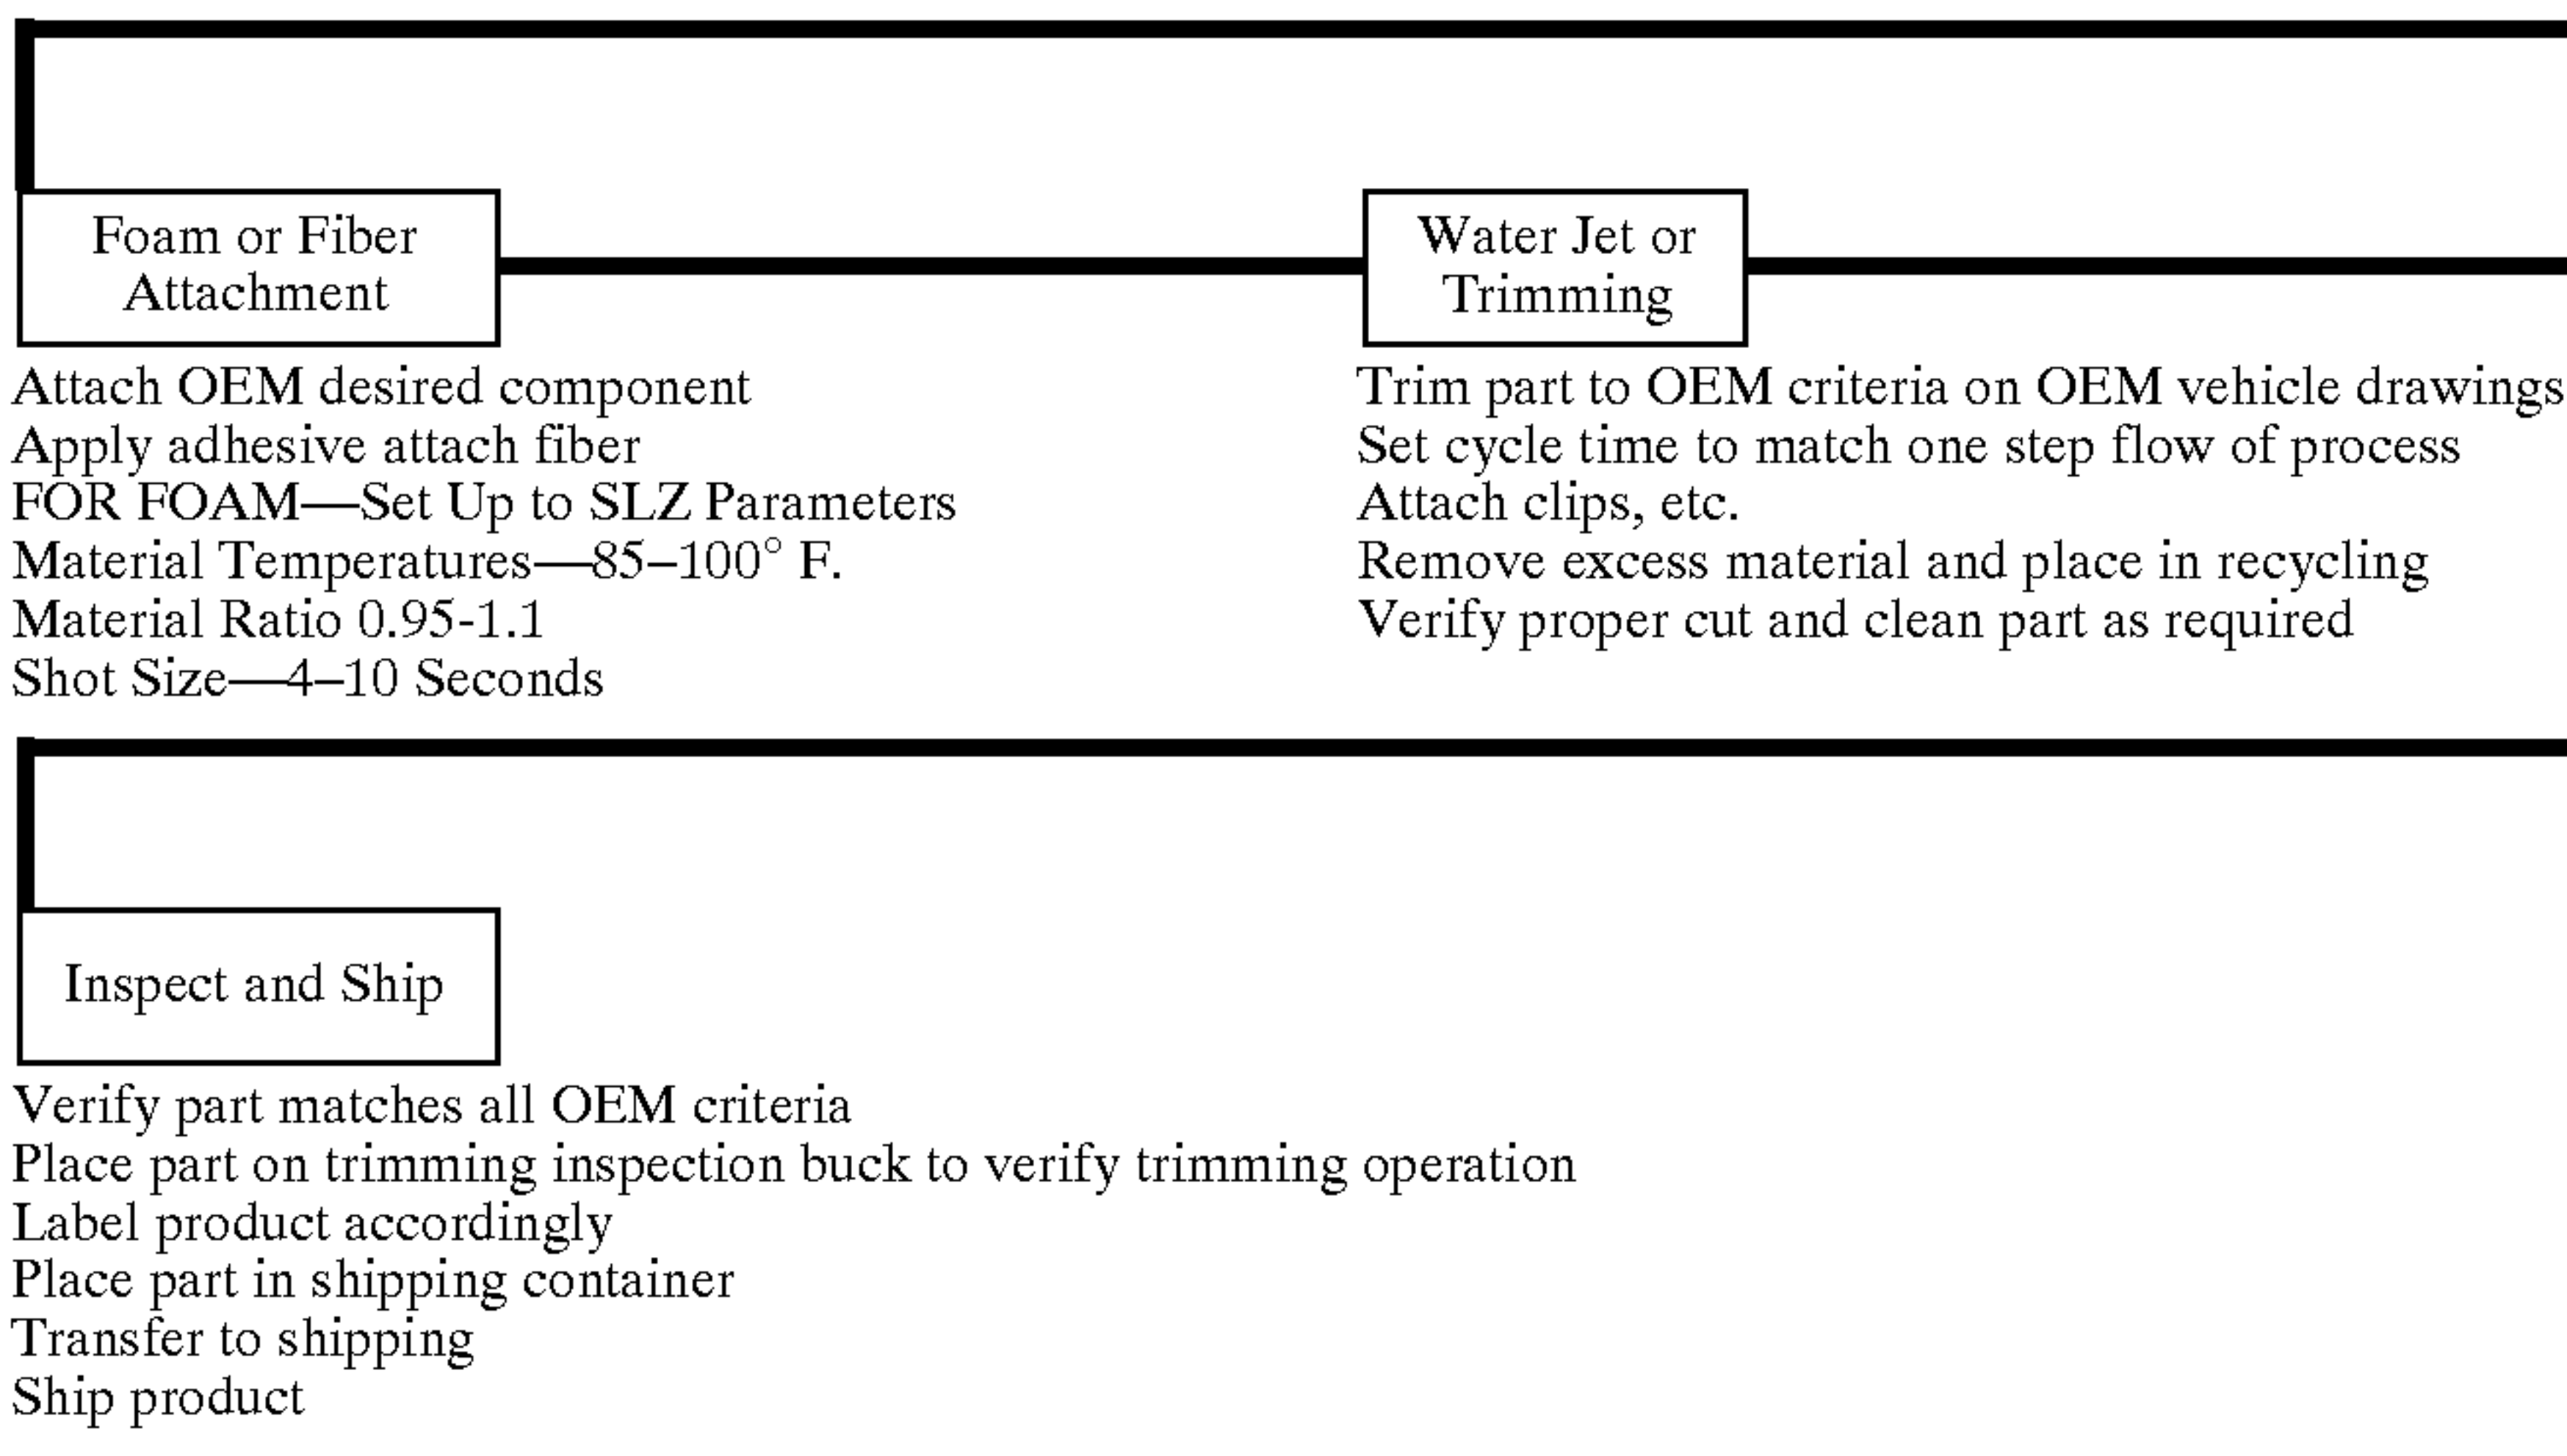 Foam or Fiber
Attachment
Attach OEM desired component
Apply adhesive attach fiber
FOR FOAM—Set Up to SLZ Parameters
Material Temperatures—85–100° F.
Material Ratio 0.95-1.1
Shot Size—4–10 Seconds
Water Jet or
Trimming
Trim part to OEM criteria on OEM vehicle drawings
Set cycle time to match one step flow of process
Attach clips, etc.
Remove excess material and place in recycling
Verify proper cut and clean part as required
Inspect and Ship
Verify part matches all OEM criteria
Place part on trimming inspection buck to verify trimming operation
Label product accordingly
Place part in shipping container
Transfer to shipping
Ship product